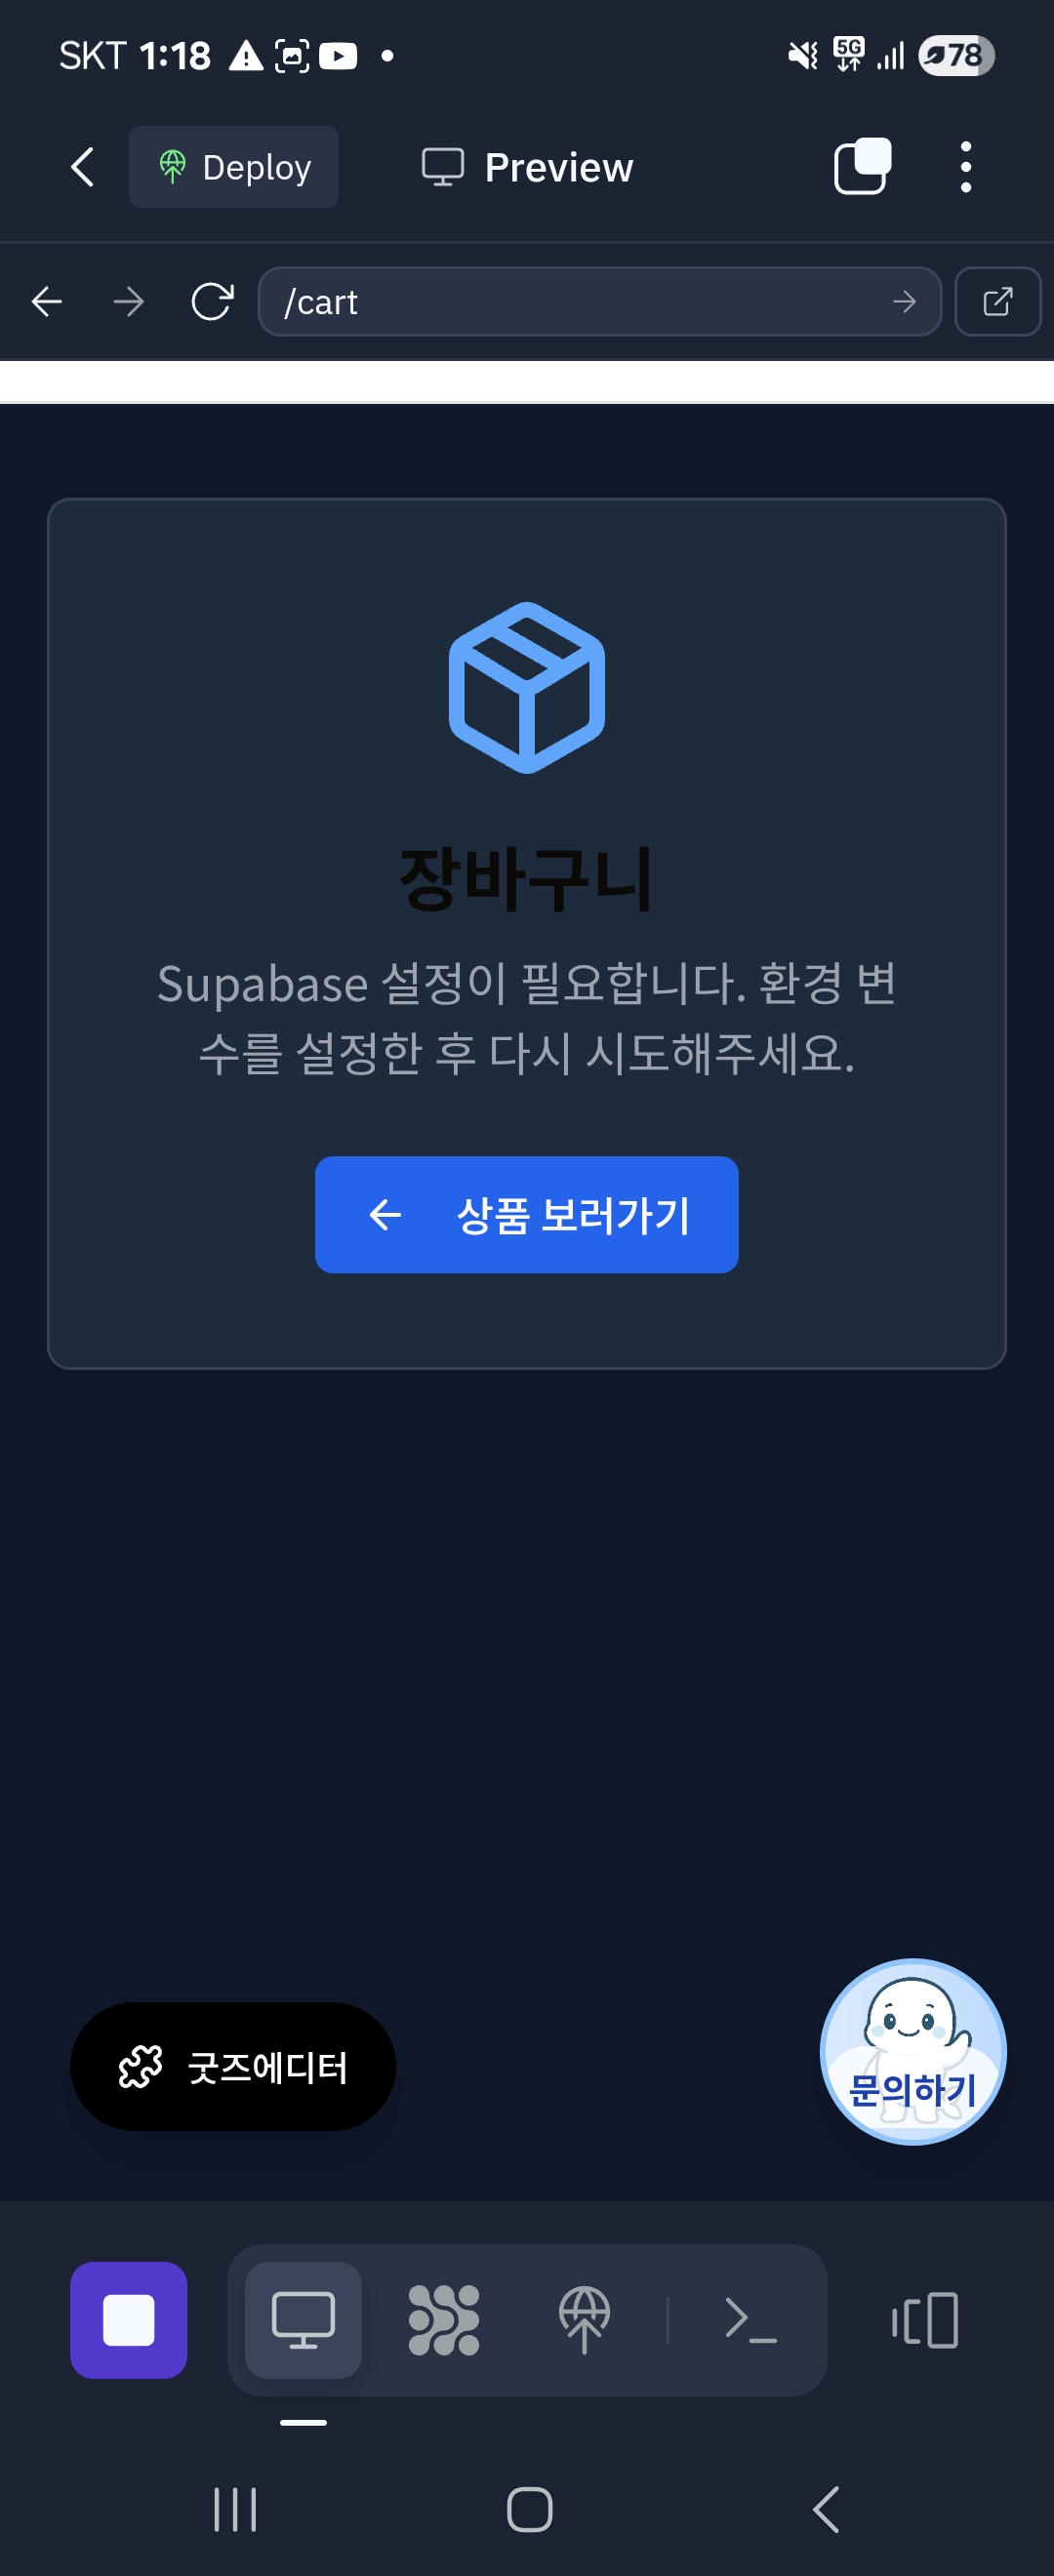 SKT 1:18 5G 78
Deploy Preview
/cart
장바구니
Supabase 설정이 필요합니다. 환경 변
수를 설정한 후 다시 시도해주세요.
상품 보러가기
굿즈에디터
문의하기